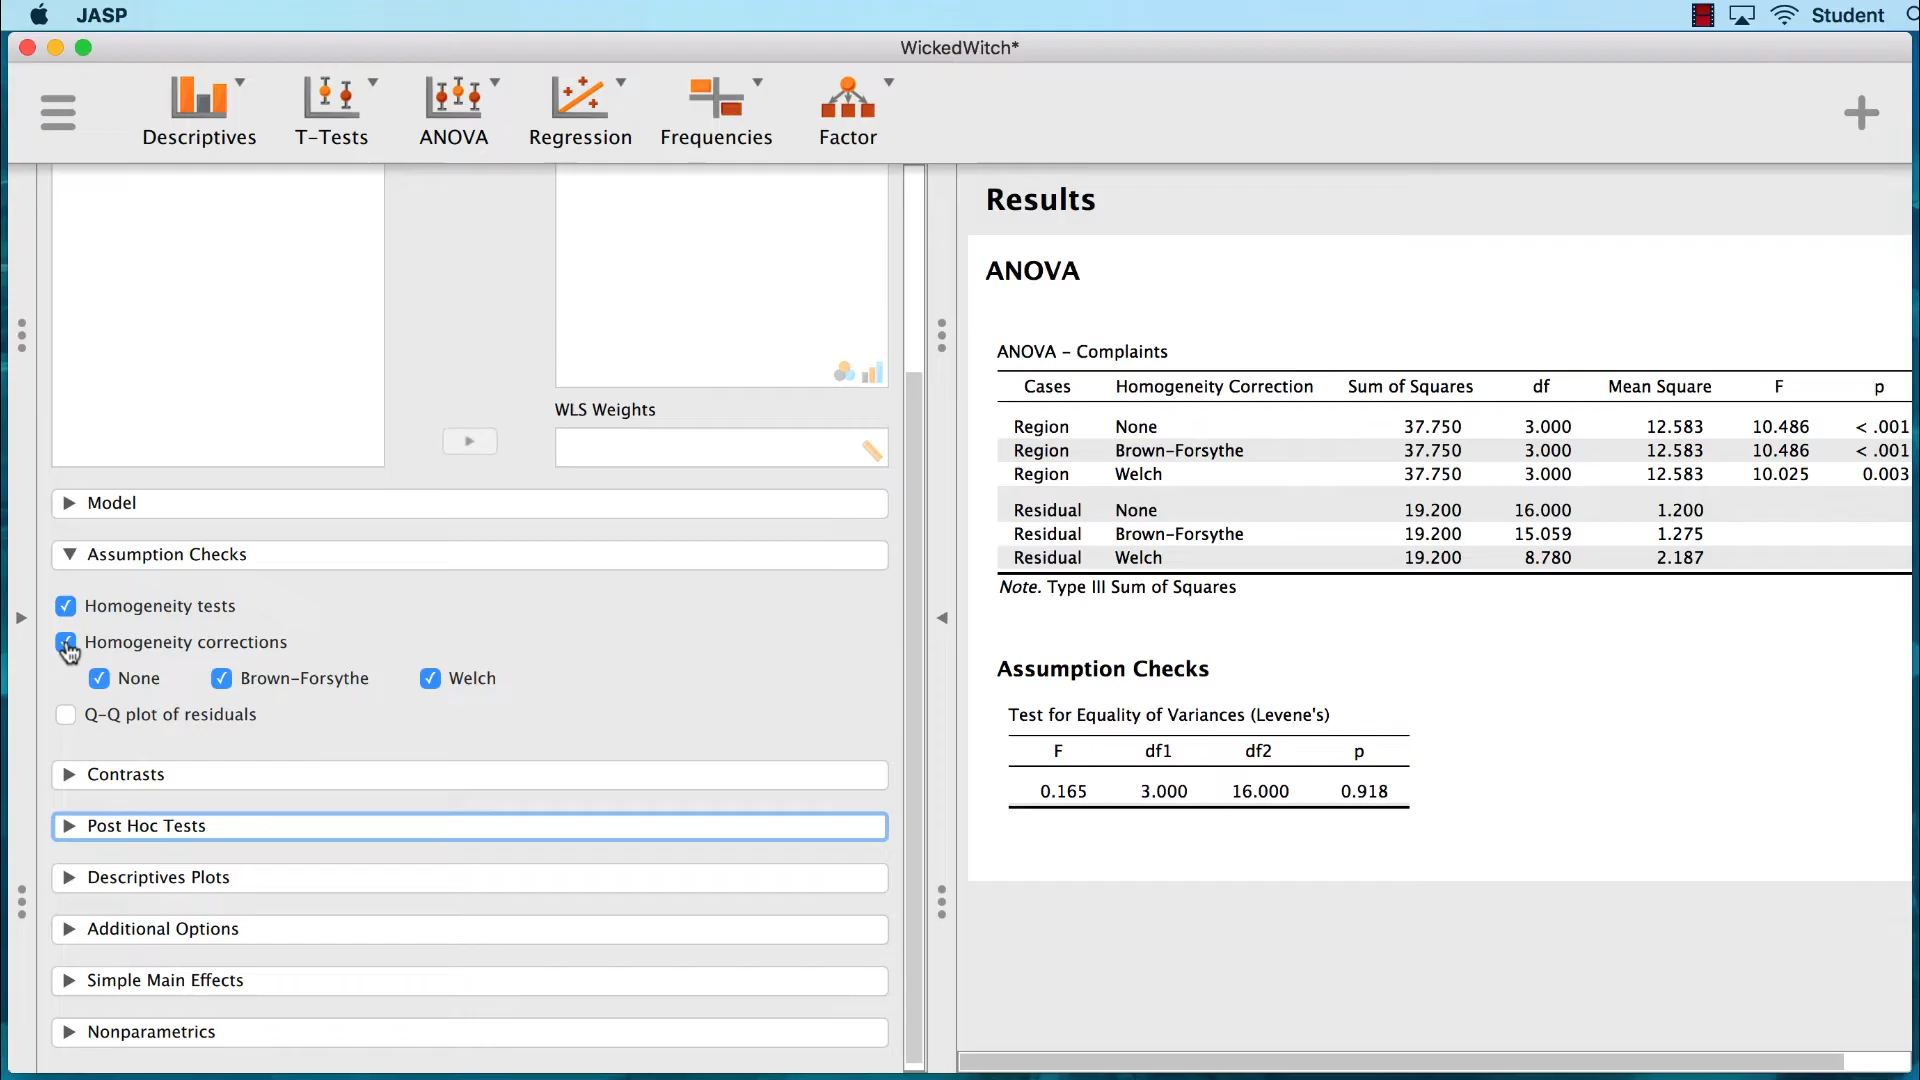 JASP
Student
WickedWitch*
Descriptives
T-Tests
ANOVA
Regression
Frequencies
Factor
WLS Weights
Model
Assumption Checks
Homogeneity tests
Homogeneity corrections
None
Brown-Forsythe
Welch
Q-Q plot of residuals
Contrasts
Post Hoc Tests
Descriptives Plots
Additional Options
Simple Main Effects
Nonparametrics
Results
ANOVA
ANOVA - Complaints
Cases Homogeneity Correction Sum of Squares df Mean Square F p
Region None 37.750 3.000 12.583 10.486 < .001
Region Brown-Forsythe 37.750 3.000 12.583 10.486 < .001
Region Welch 37.750 3.000 12.583 10.025 0.003
Residual None 19.200 16.000 1.200
Residual Brown-Forsythe 19.200 15.059 1.275
Residual Welch 19.200 8.780 2.187
Note. Type III Sum of Squares
Assumption Checks
Test for Equality of Variances (Levene's)
F df1 df2 p
0.165 3.000 16.000 0.918